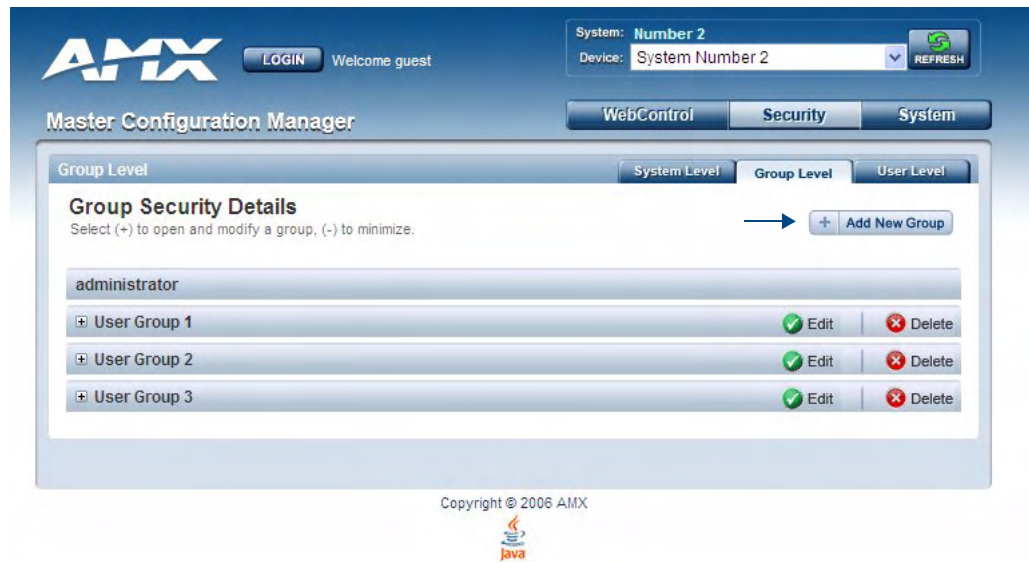 AMX
LOGIN Welcome guest
System: Number 2
Device: System Number 2
REFRESH
Master Configuration Manager
WebControl Security System
Group Level
System Level Group Level User Level
Group Security Details
Select (+) to open and modify a group, (-) to minimize.
+ Add New Group
administrator
+ User Group 1 Edit Delete
+ User Group 2 Edit Delete
+ User Group 3 Edit Delete
Copyright © 2006 AMX
Java